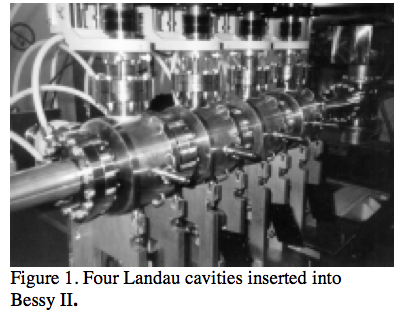 Figure 1. Four Landau cavities inserted into
Bessy II.